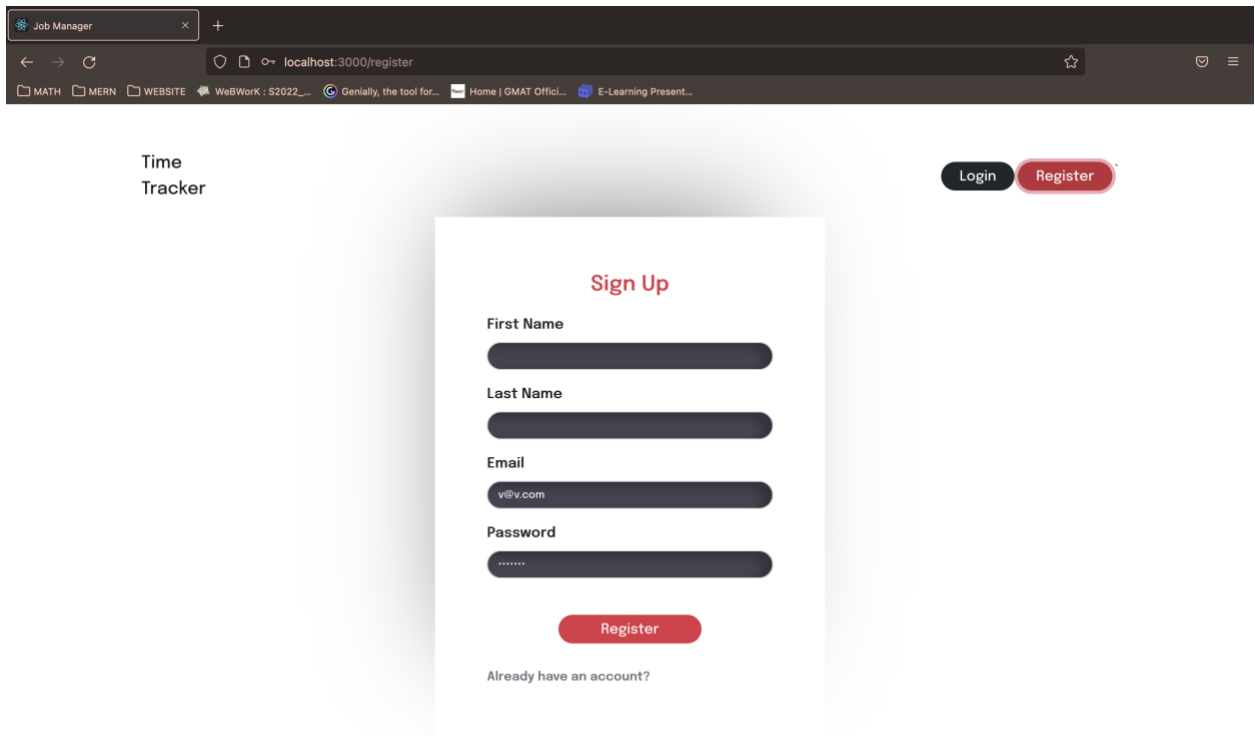 Job Manager
localhost:3000/register
MATH MERN WEBSITE WeBWorK : S2022_... Genially, the tool for... Home | GMAT Offici... E-Learning Present...
Time
Tracker
Login Register
Sign Up
First Name
Last Name
Email
v@v.com
Password
•••••••
Register
Already have an account?